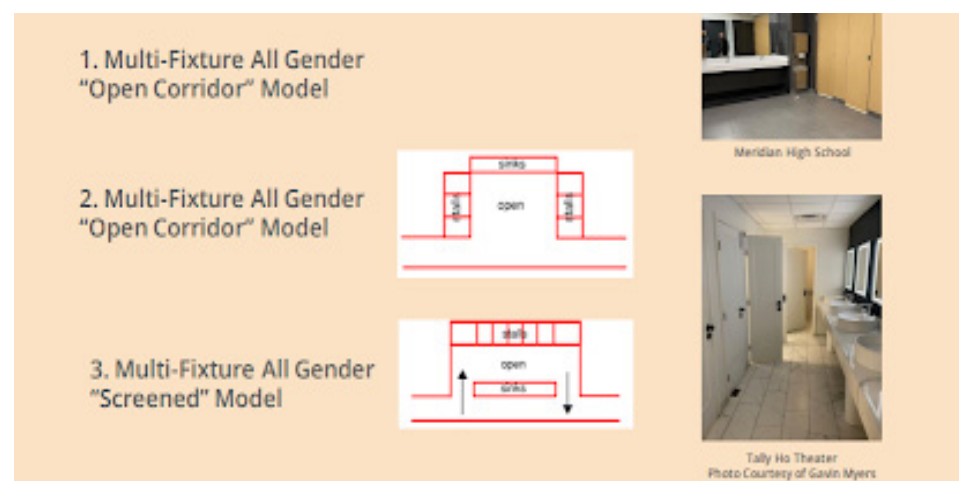 1. Multi-Fixture All Gender
“Open Corridor” Model
Meridian High School
2. Multi-Fixture All Gender
“Open Corridor” Model
sinks
stalls
open
stalls
3. Multi-Fixture All Gender
“Screened” Model
stalls
open
sinks
Tally Ho Theater
Photo Courtesy of Gavin Myers